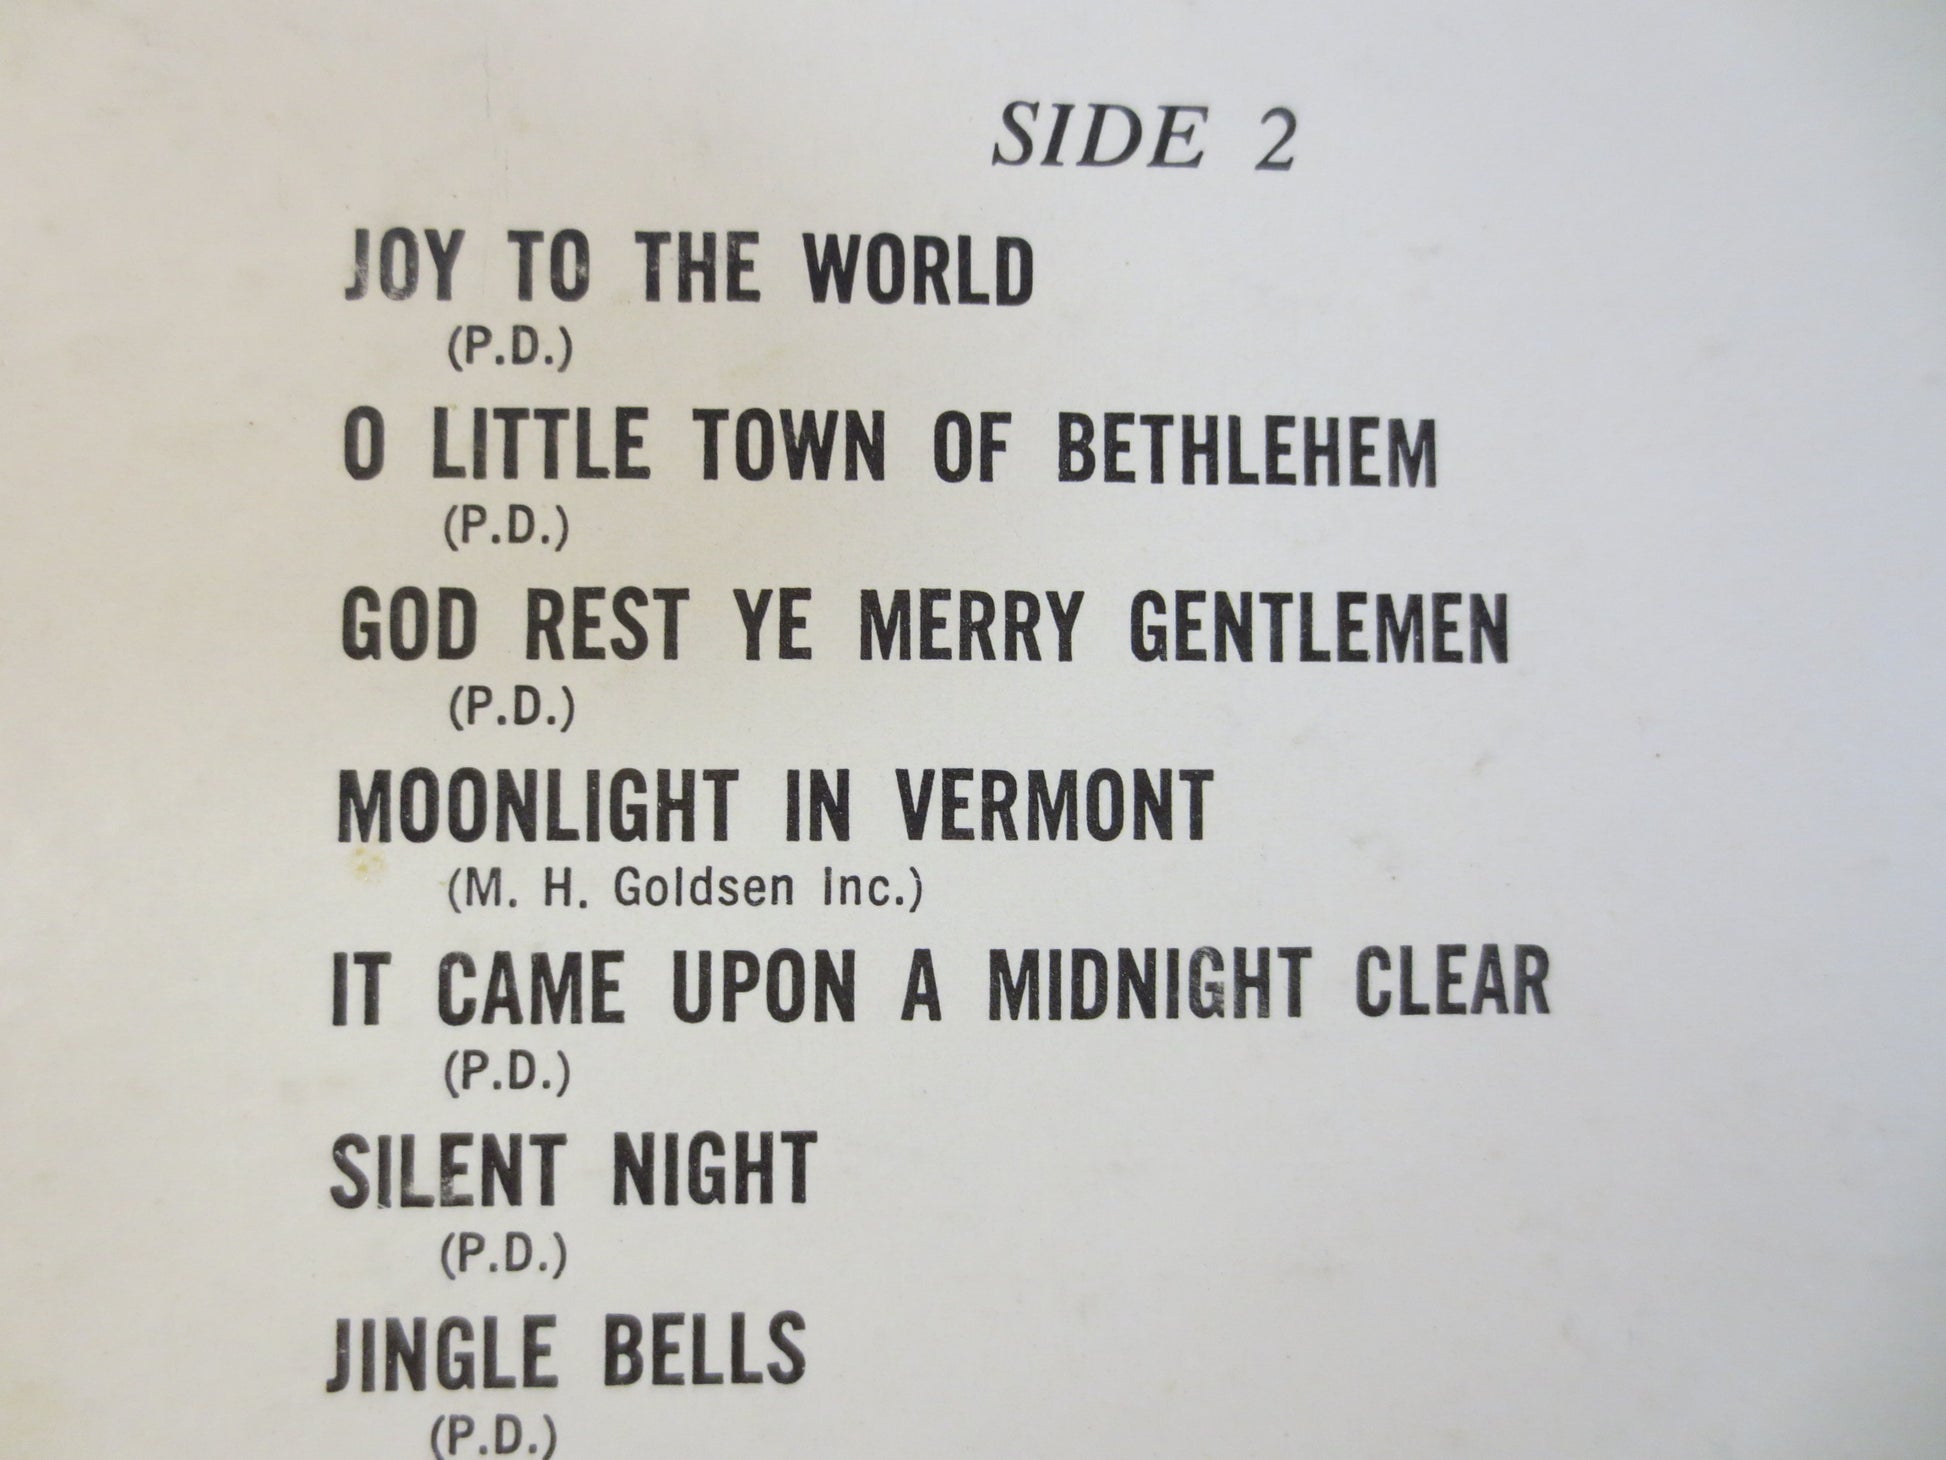 SIDE 2
JOY TO THE WORLD
(P.D.)
O LITTLE TOWN OF BETHLEHEM
(P.D.)
GOD REST YE MERRY GENTLEMEN
(P.D.)
MOONLIGHT IN VERMONT
(M. H. Goldsen Inc.)
IT CAME UPON A MIDNIGHT CLEAR
(P.D.)
SILENT NIGHT
(P.D.)
JINGLE BELLS
(P.D.)